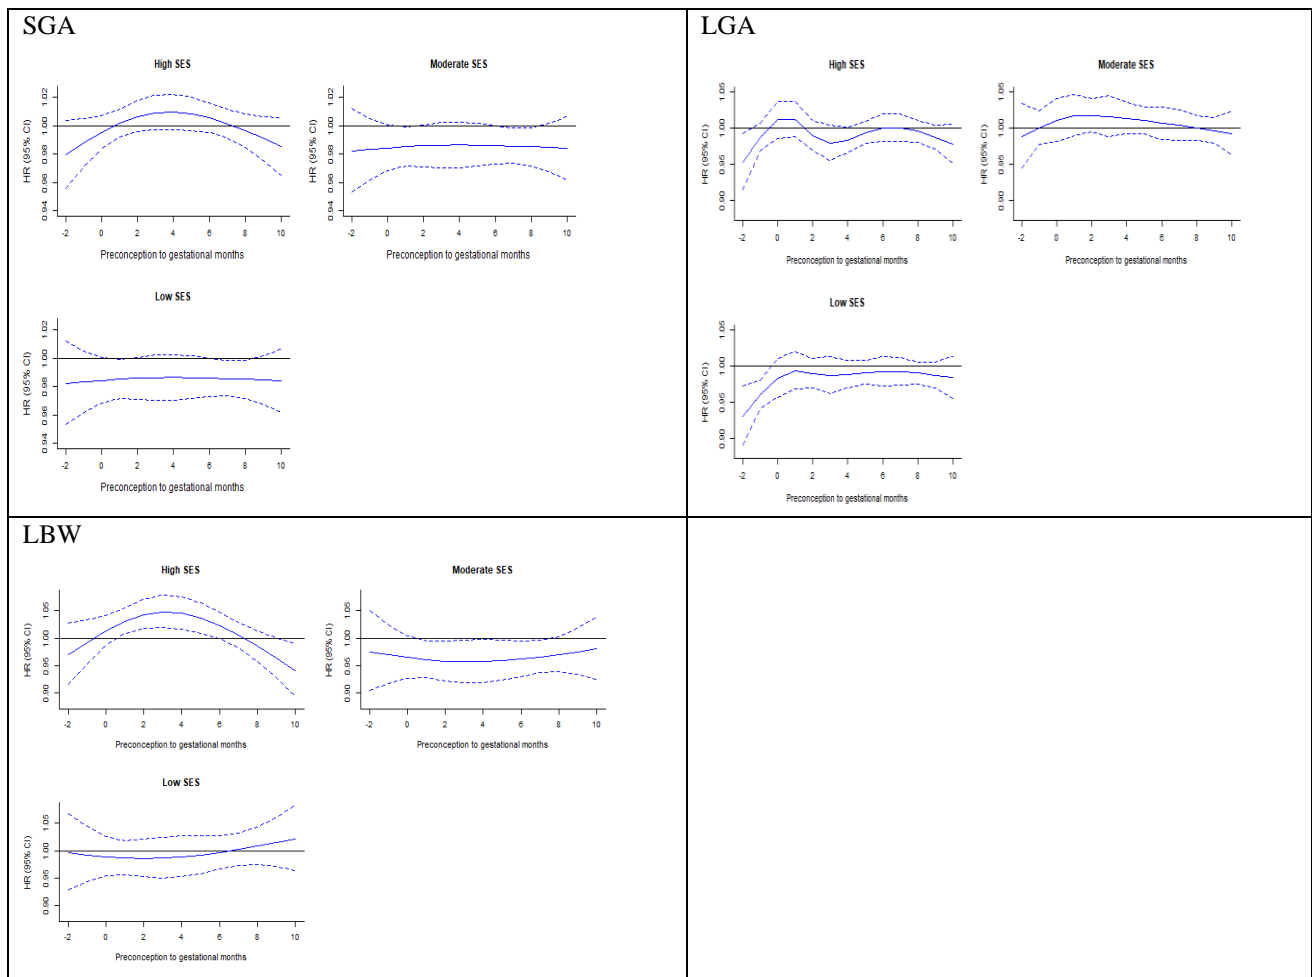 SGA
High SES
HR (95% CI)
0.94 0.96 0.98 1.00 1.02
-2 0 2 4 6 8 10
Preconception to gestational months
Moderate SES
HR (95% CI)
0.94 0.96 0.98 1.00 1.02
-2 0 2 4 6 8 10
Preconception to gestational months
Low SES
HR (95% CI)
0.94 0.96 0.98 1.00 1.02
-2 0 2 4 6 8 10
Preconception to gestational months
LGA
High SES
HR (95% CI)
0.90 0.95 1.00 1.05
-2 0 2 4 6 8 10
Preconception to gestational months
Moderate SES
HR (95% CI)
0.90 0.95 1.00 1.05
-2 0 2 4 6 8 10
Preconception to gestational months
Low SES
HR (95% CI)
0.90 0.95 1.00 1.05
-2 0 2 4 6 8 10
Preconception to gestational months
LBW
High SES
HR (95% CI)
0.90 0.95 1.00 1.05
-2 0 2 4 6 8 10
Preconception to gestational months
Moderate SES
HR (95% CI)
0.90 0.95 1.00 1.05
-2 0 2 4 6 8 10
Preconception to gestational months
Low SES
HR (95% CI)
0.90 0.95 1.00 1.05
-2 0 2 4 6 8 10
Preconception to gestational months